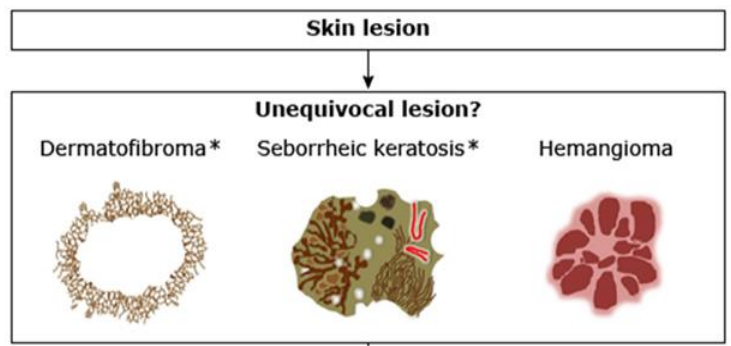 Skin lesion
Unequivocal lesion?
Dermatofibroma* Seborrheic keratosis* Hemangioma